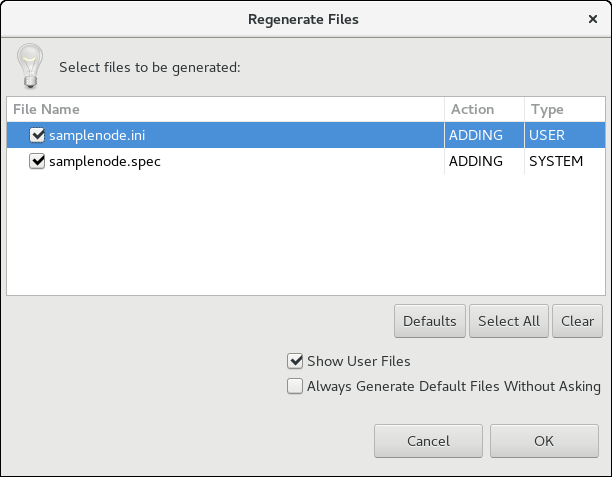 Regenerate Files
Select files to be generated:
File Name Action Type
samplenode.ini ADDING USER
samplenode.spec ADDING SYSTEM
Defaults Select All Clear
Show User Files
Always Generate Default Files Without Asking
Cancel OK